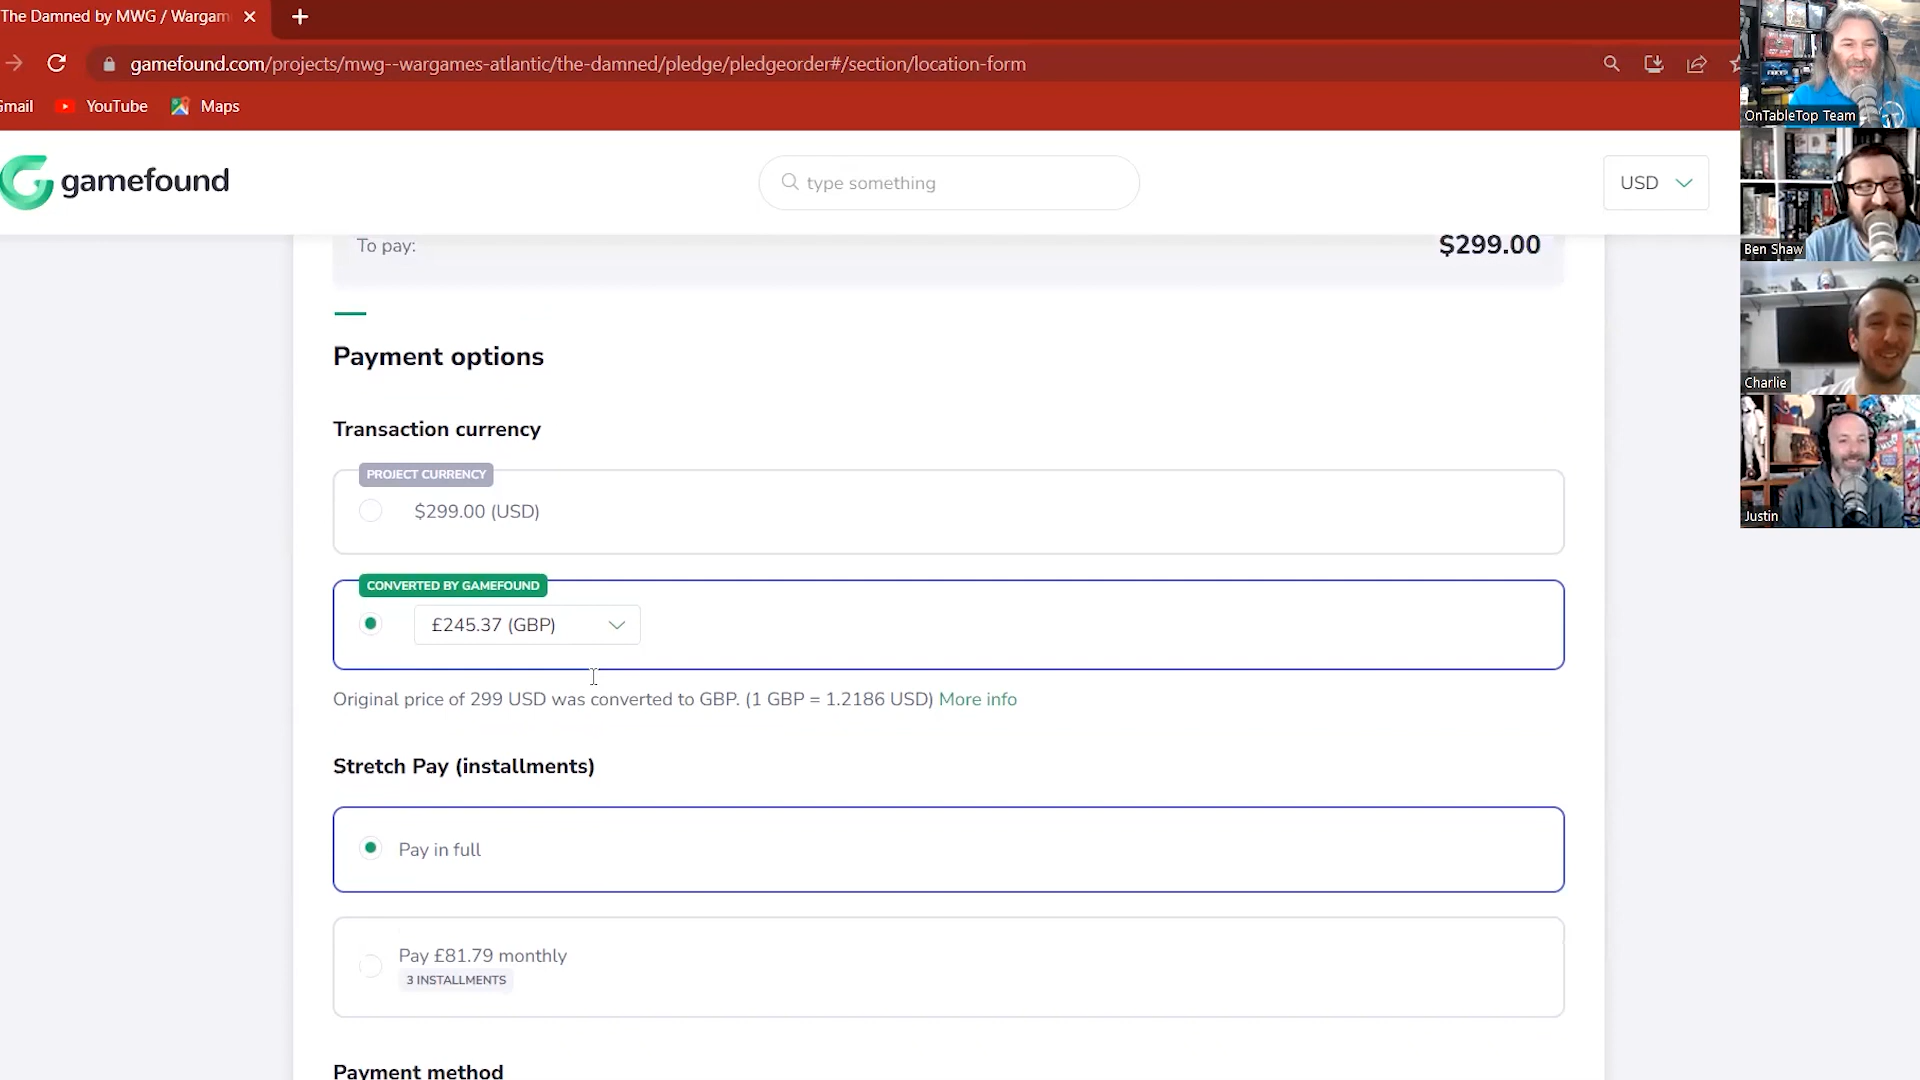 The Damned by MWG / Wargam
gamefound.com/projects/mwg--wargames-atlantic/the-damned/pledge/pledgeorder#/section/location-form
Gmail
YouTube
Maps
gamefound
type something
USD
To pay:
$299.00
Payment options
Transaction currency
PROJECT CURRENCY
$299.00 (USD)
CONVERTED BY GAMEFOUND
£245.37 (GBP)
Original price of 299 USD was converted to GBP. (1 GBP = 1.2186 USD) More info
Stretch Pay (installments)
Pay in full
Pay £81.79 monthly
3 INSTALLMENTS
Payment method
OnTableTop Team
Ben Shaw
Charlie
Justin